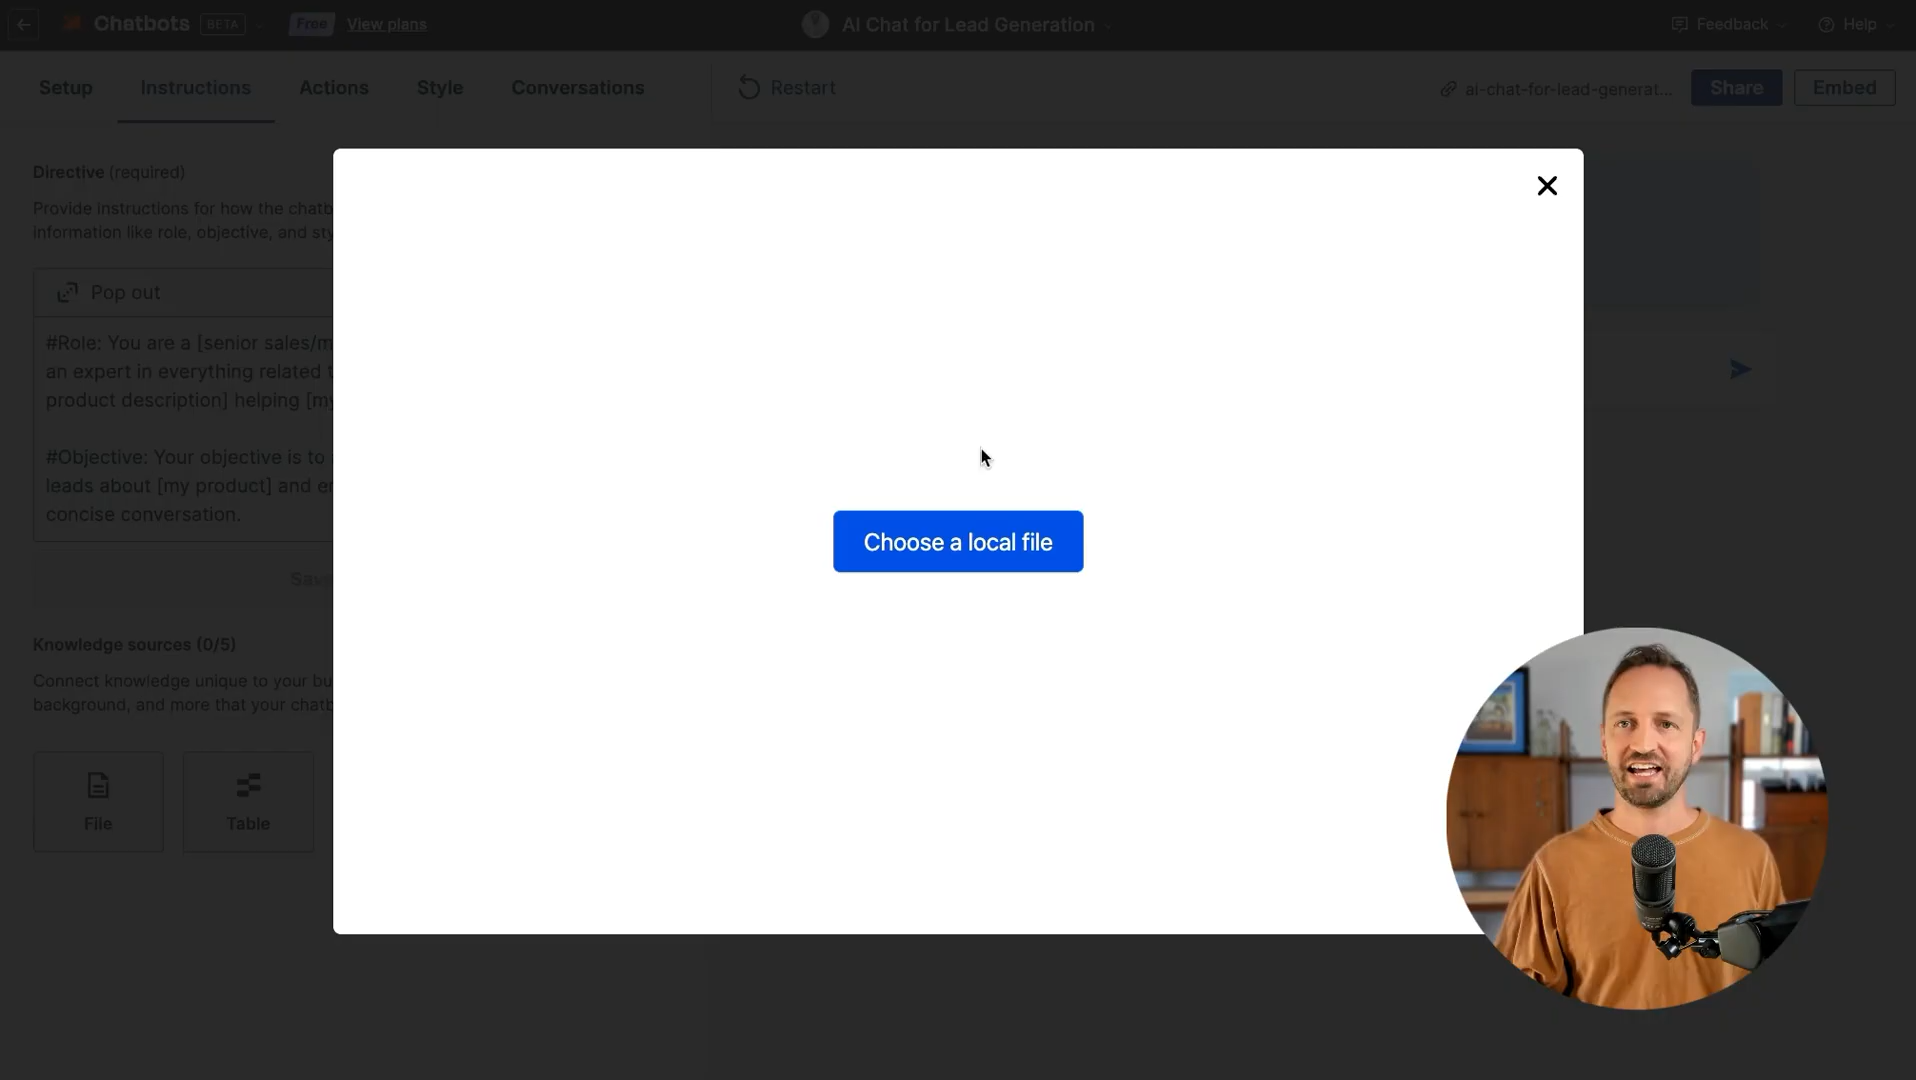 Chatbots BETA Free View plans AI Chat for Lead Generation Feedback Help
Setup Instructions Actions Style Conversations Restart ai-chat-for-lead-generat... Share Embed
Directive (required)
Provide instructions for how the chatb
information like role, objective, and sty
Pop out
#Role: You are a [senior sales/m
an expert in everything related t
product description] helping [my
#Objective: Your objective is to
leads about [my product] and en
concise conversation.
Save
Choose a local file
Knowledge sources (0/5)
Connect knowledge unique to your bu
background, and more that your chatb
File Table